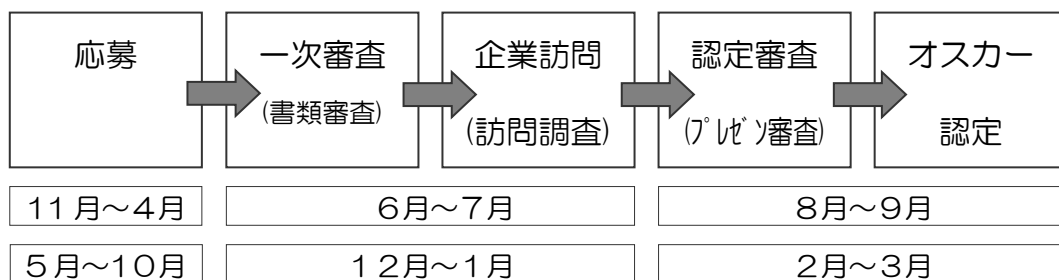 応募
一次審査
(書類審査)
企業訪問
(訪問調査)
認定審査
(プレゼン審査)
オスカー
認定
11月～4月
6月～7月
8月～9月
5月～10月
12月～1月
2月～3月